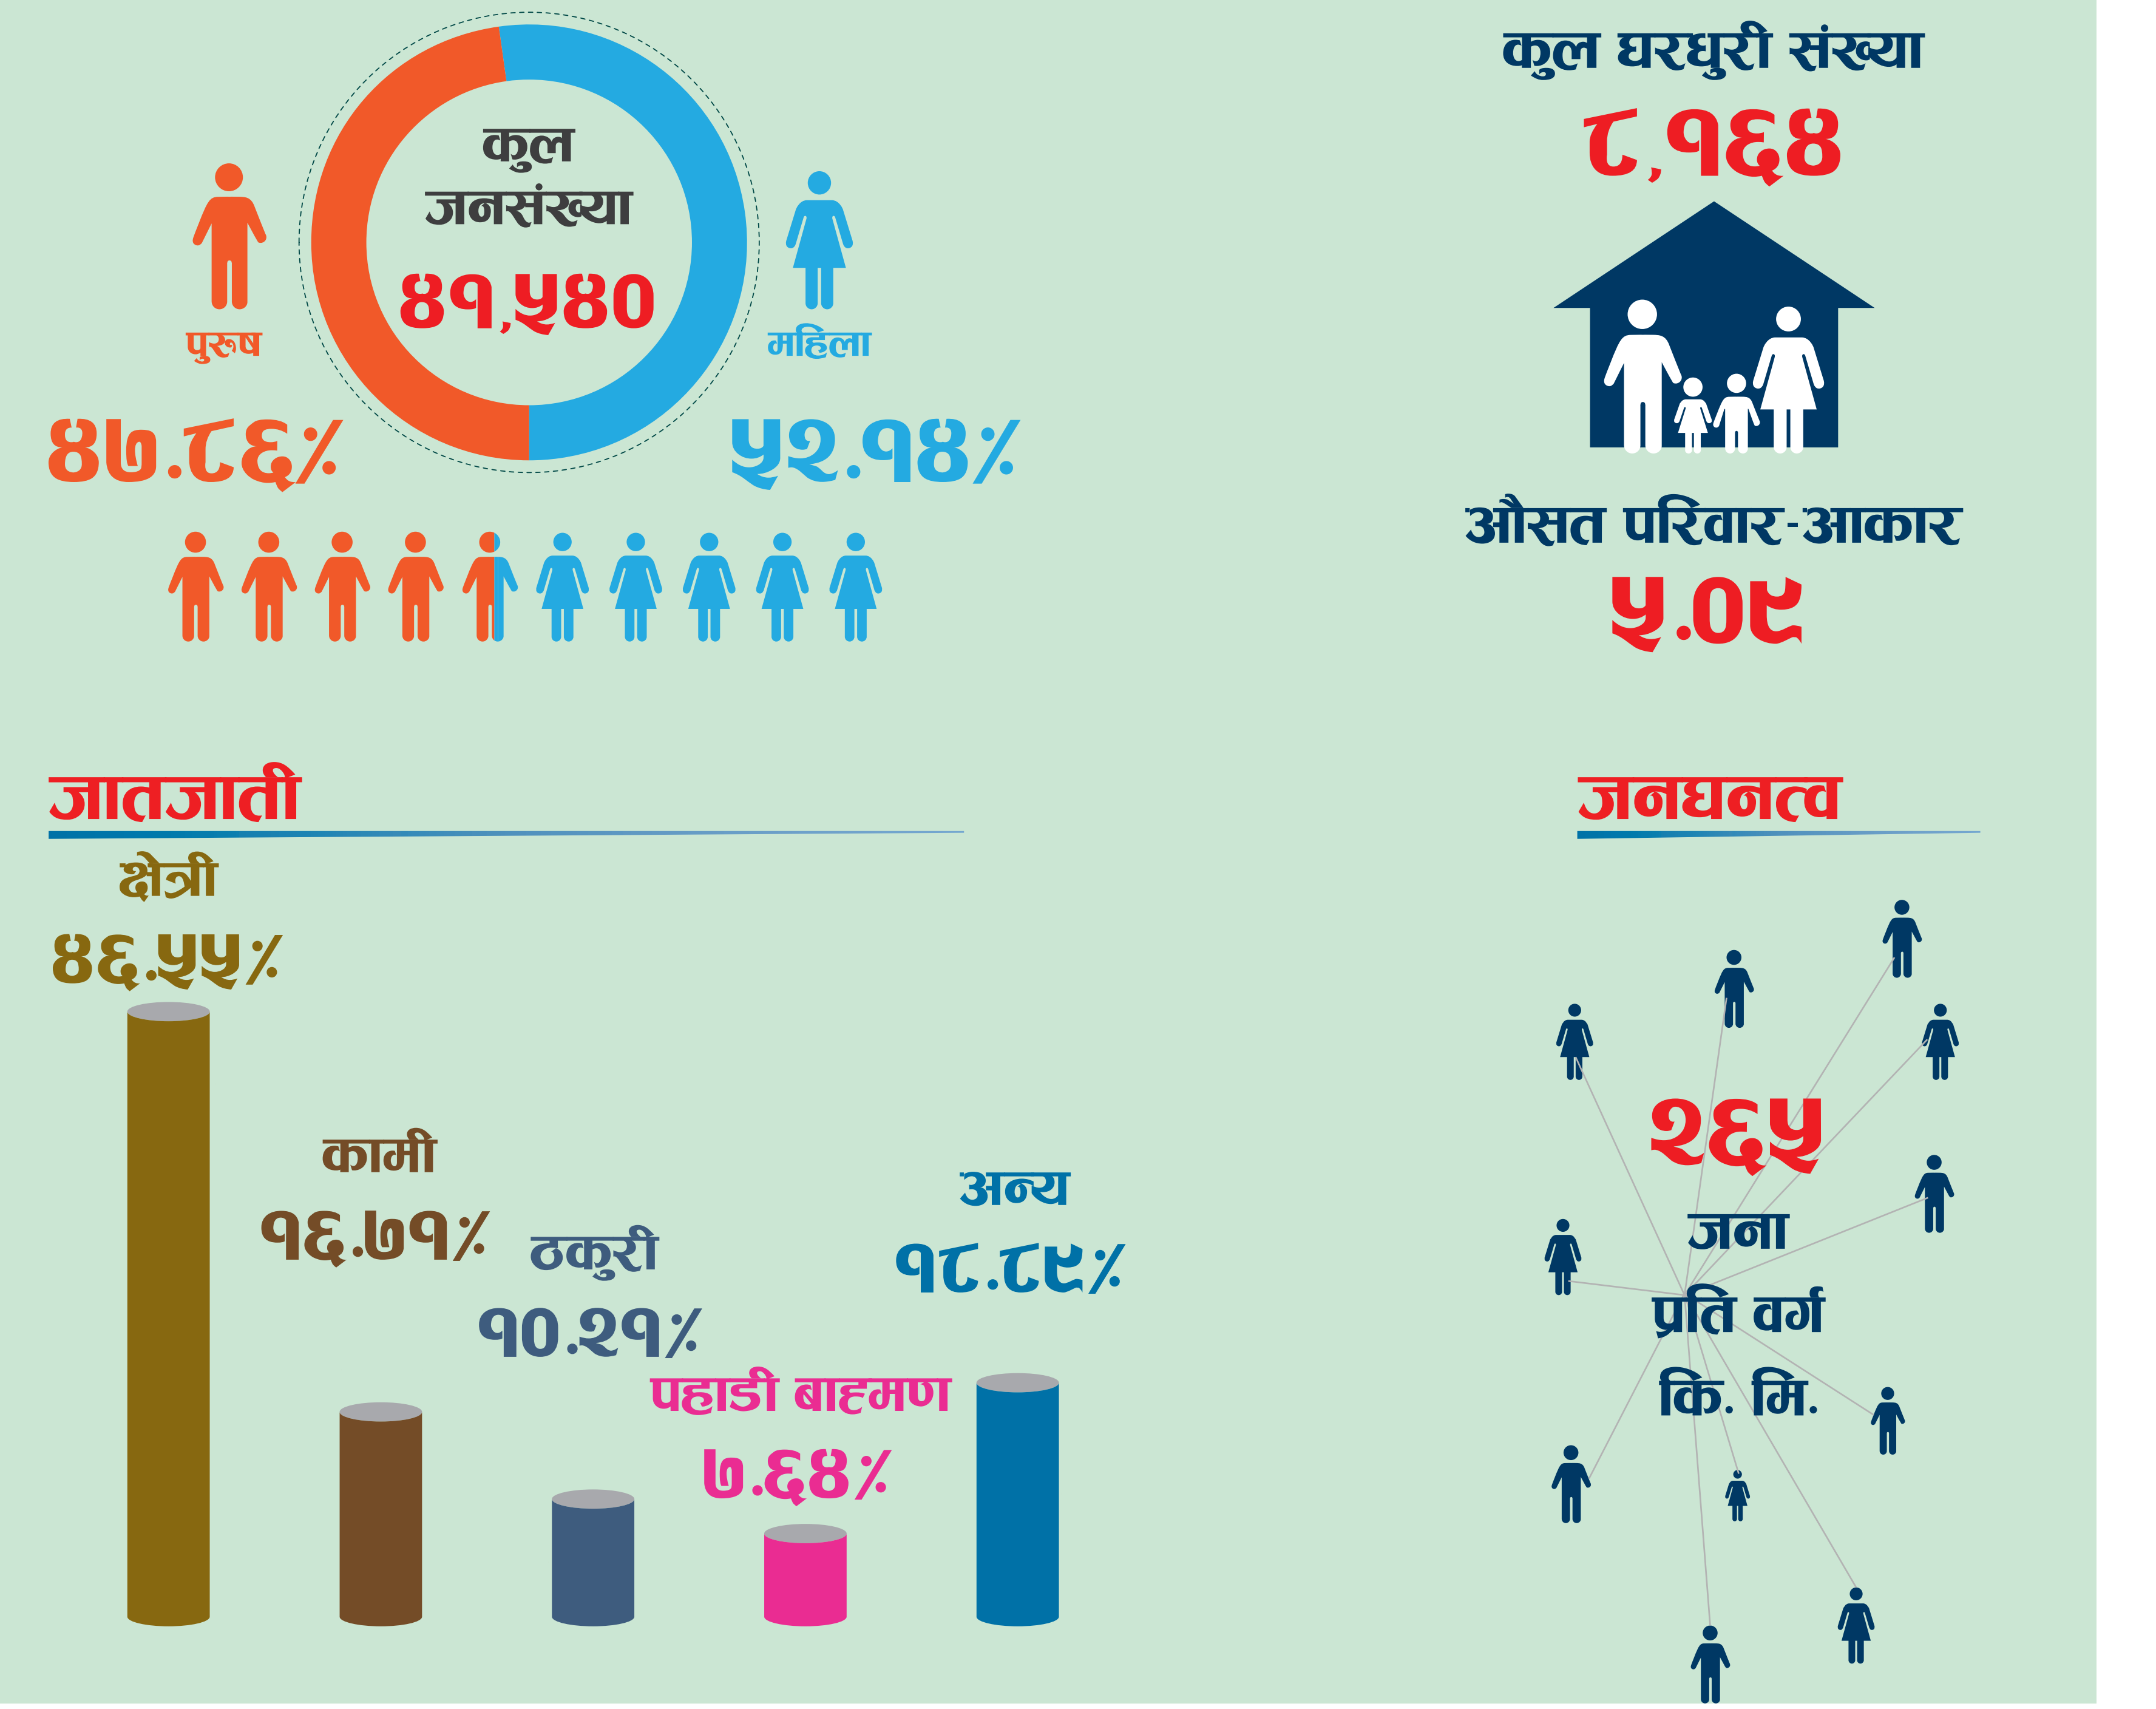 कुल
जनसंख्या
४१,५४०
पुरुष
४७.८६%
महिला
५२.१४%
कुल घरधुरी संख्या
८,१६४
औसत परिवार-आकार
५.०९
जातजाती
क्षेत्री
४६.५५%
कामी
१६.७१%
ठकुरी
१०.२१%
पहाडी बाह्मण
७.६४%
अन्य
१८.८९%
जनघनत्व
२६५
जना
प्रति वर्ग
कि. मि.